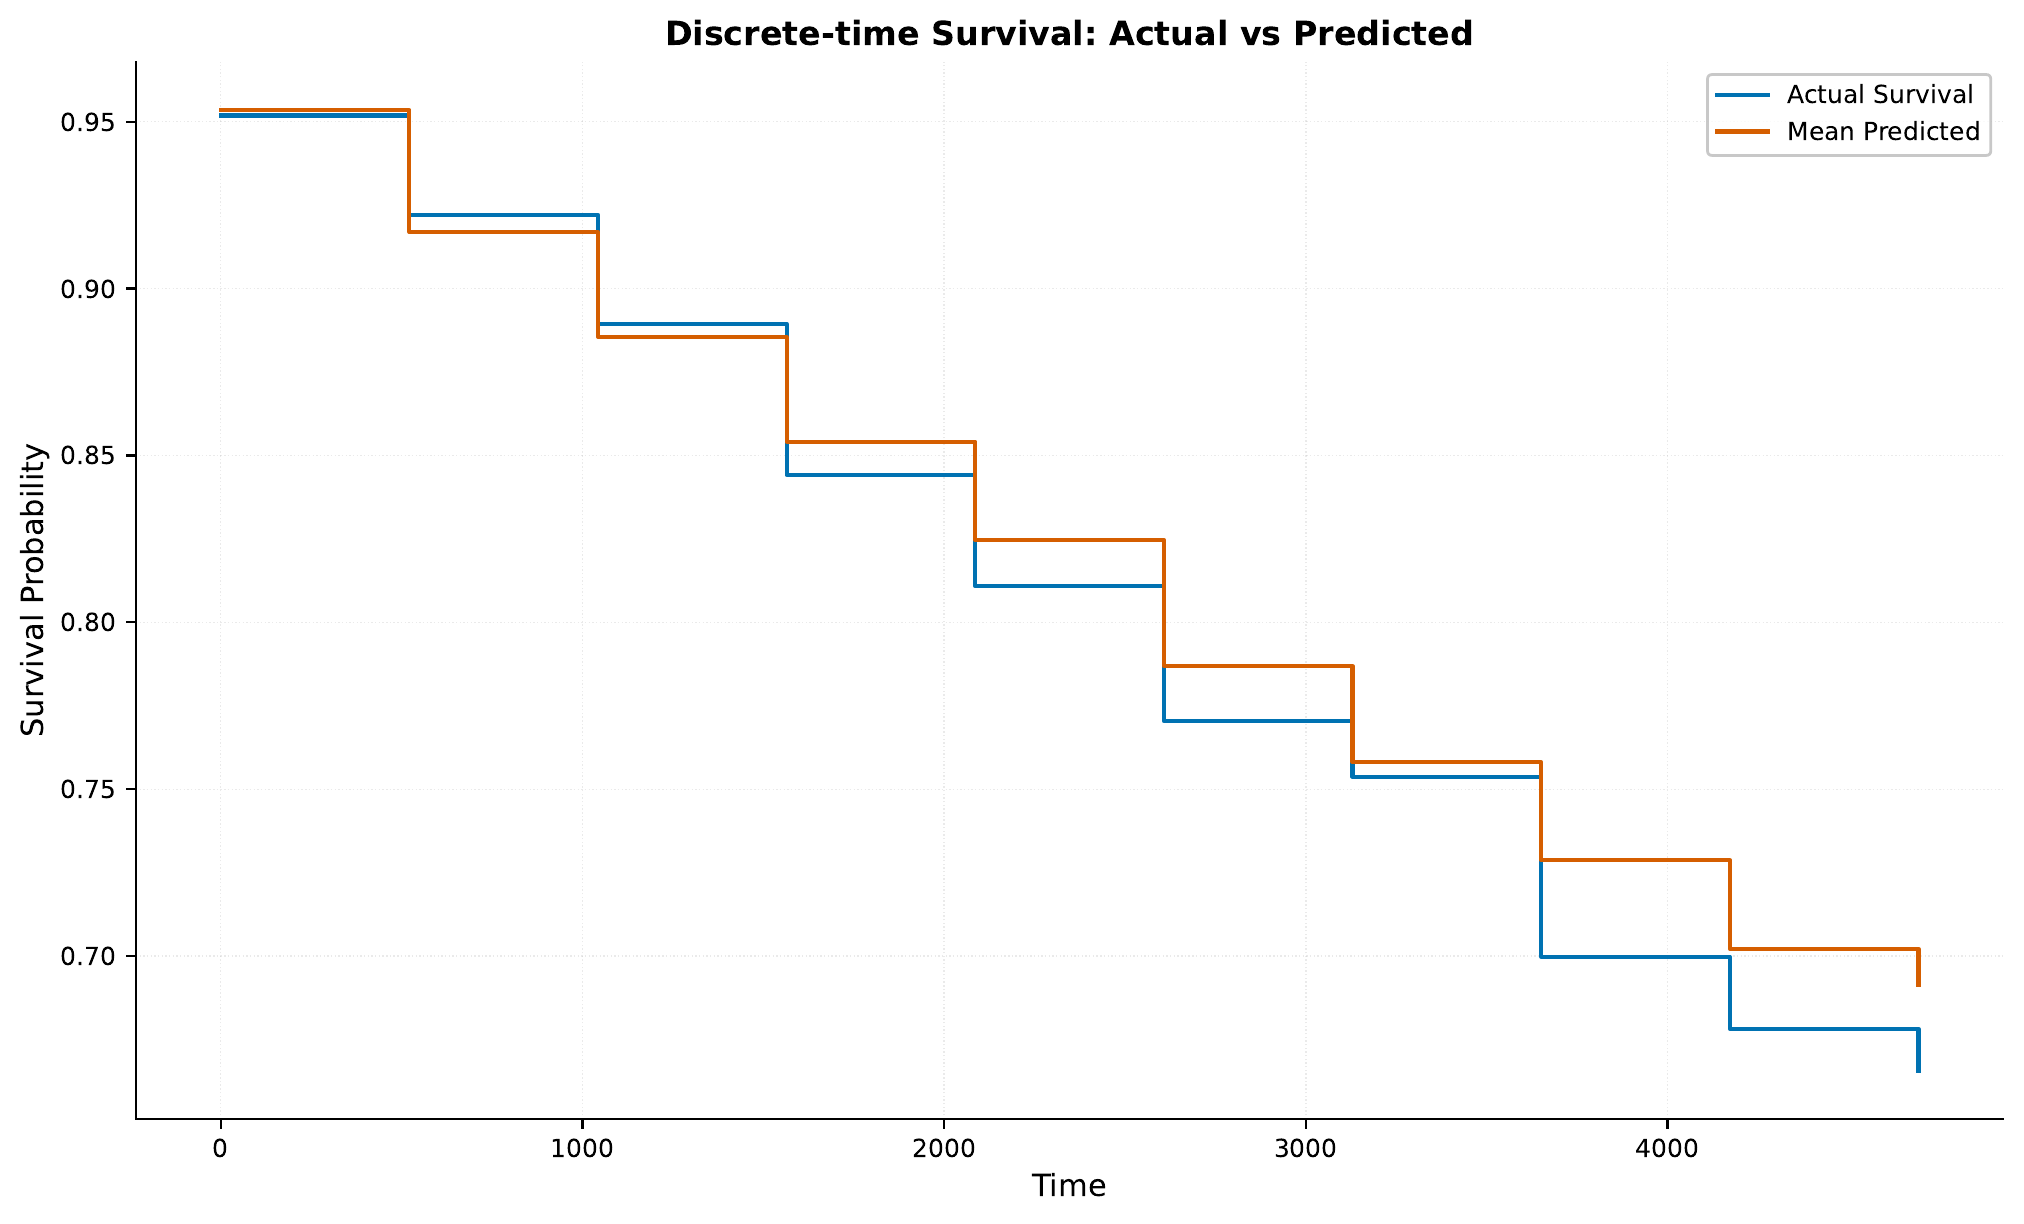 Discrete-time Survival: Actual vs Predicted
Actual Survival
Mean Predicted
Survival Probability
0.95
0.90
0.85
0.80
0.75
0.70
0 1000 2000 3000 4000
Time